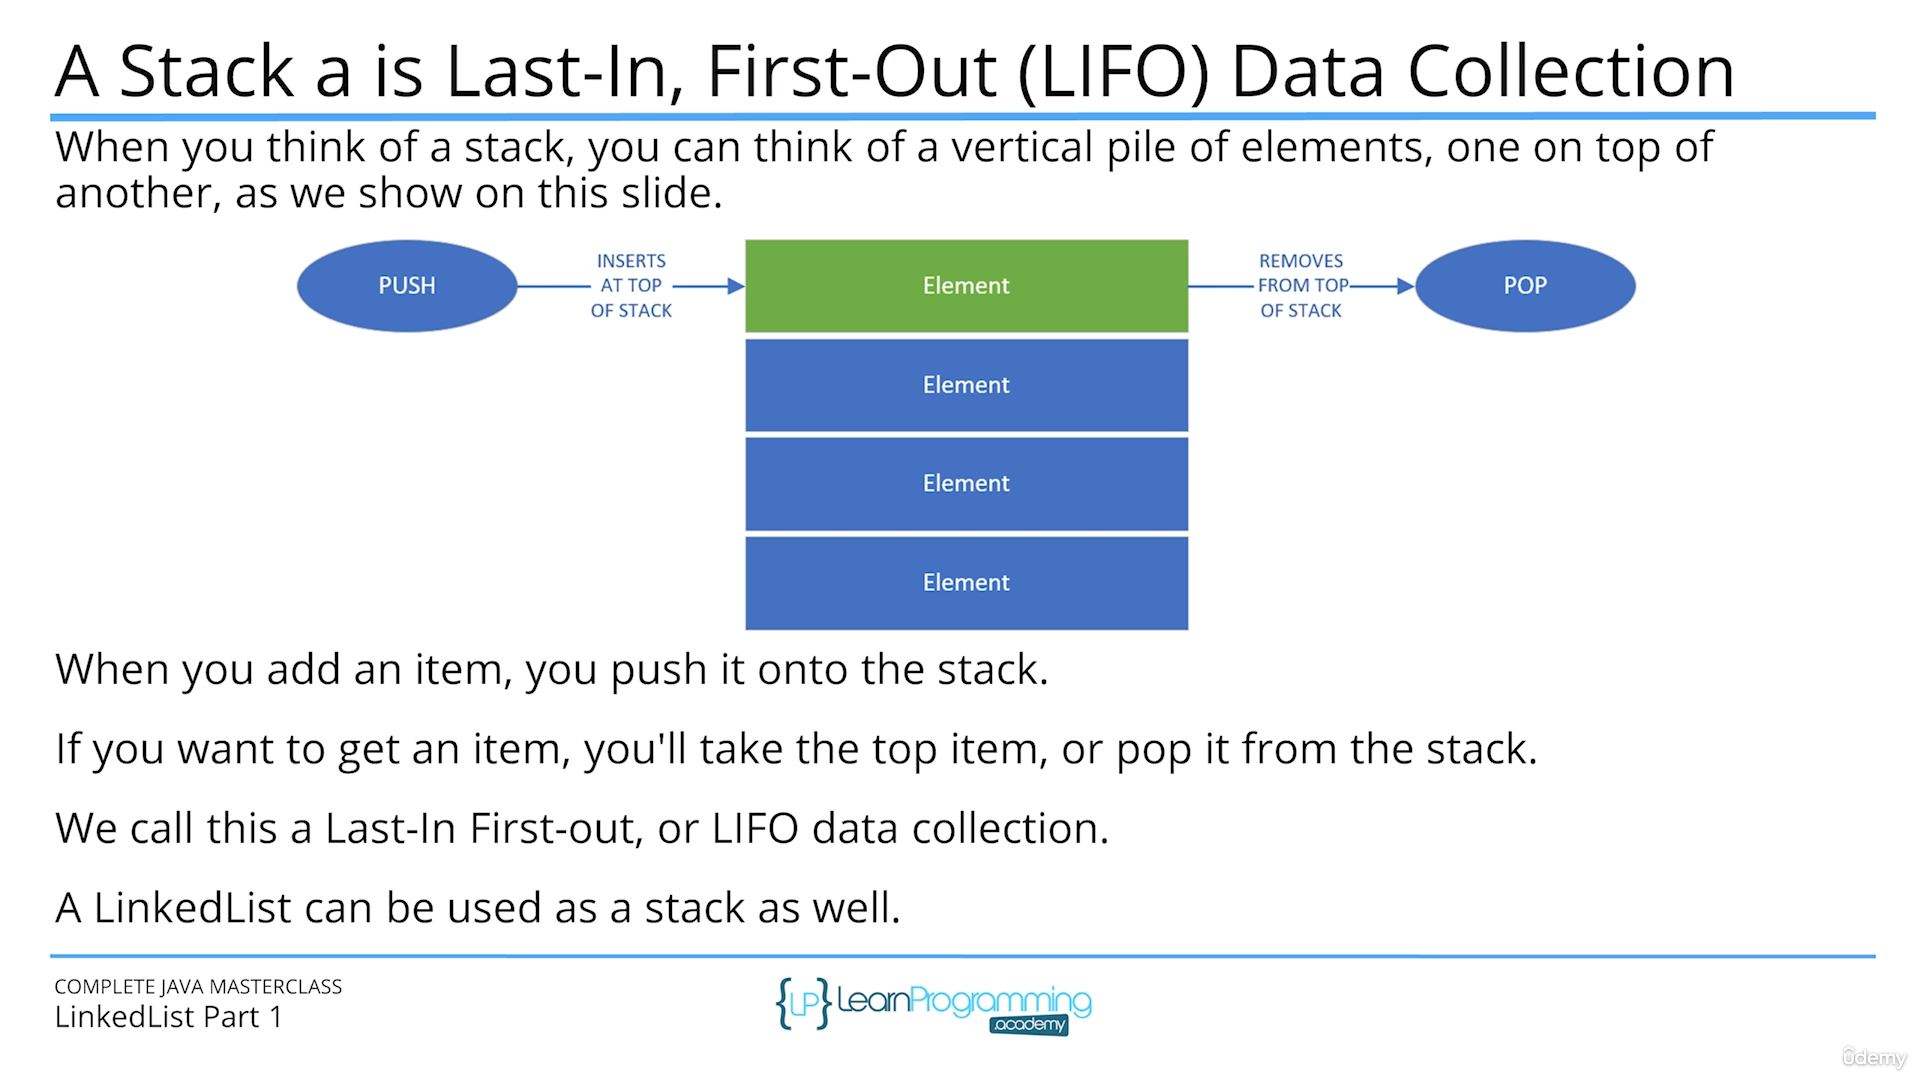 A Stack a is Last-In, First-Out (LIFO) Data Collection
When you think of a stack, you can think of a vertical pile of elements, one on top of
another, as we show on this slide.
PUSH
INSERTS
AT TOP
OF STACK
Element
REMOVES
FROM TOP
OF STACK
POP
Element
Element
Element
When you add an item, you push it onto the stack.
If you want to get an item, you'll take the top item, or pop it from the stack.
We call this a Last-In First-out, or LIFO data collection.
A LinkedList can be used as a stack as well.
COMPLETE JAVA MASTERCLASS
LinkedList Part 1
{LP} LearnProgramming
.academy
ûdemy